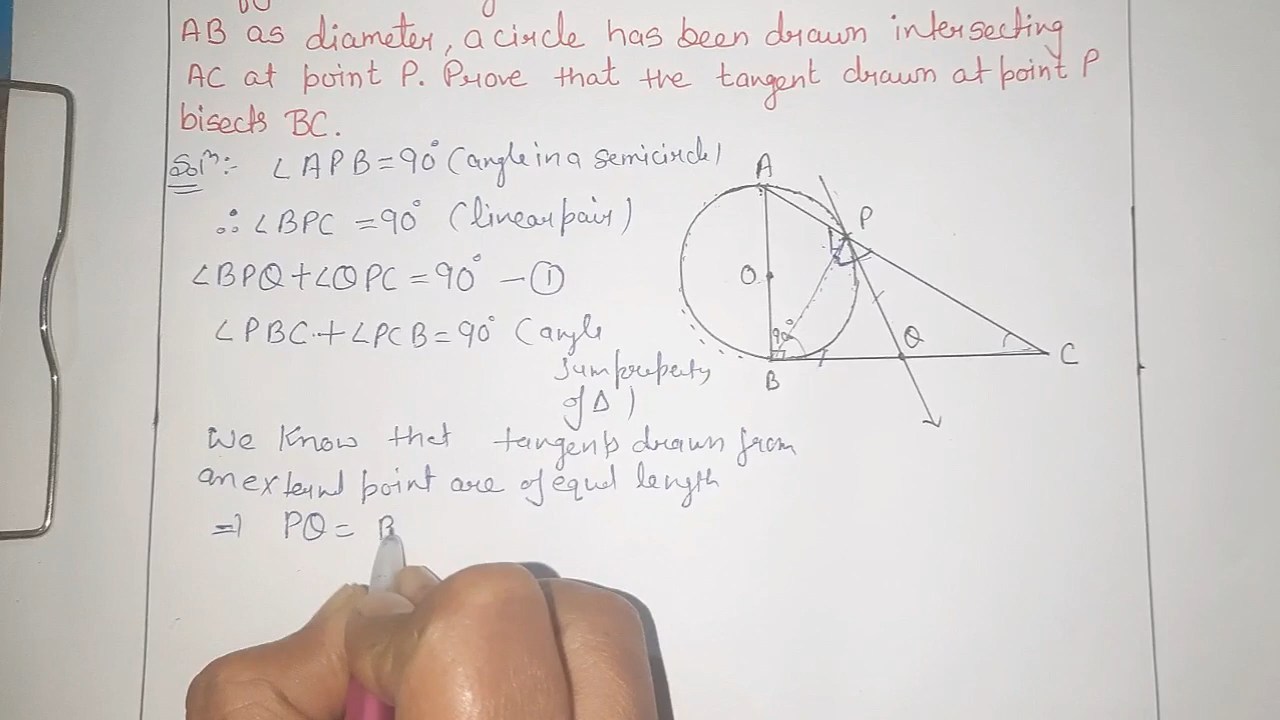 AB as diameter, a circle has been drawn intersecting
AC at point P. Prove that the tangent drawn at point P
bisects BC.
Solⁿ:- ∠APB = 90° (angle in a semicircle)
∴ ∠BPC = 90° (linear pair)
∠BPQ + ∠QPC = 90° — ①
∠PBC + ∠PCB = 90° (angle
sum property
of Δ)
We Know that tangents drawn from
an external point are of equal length
⇒ PQ = B
A
P
O
90°
Q
B
C